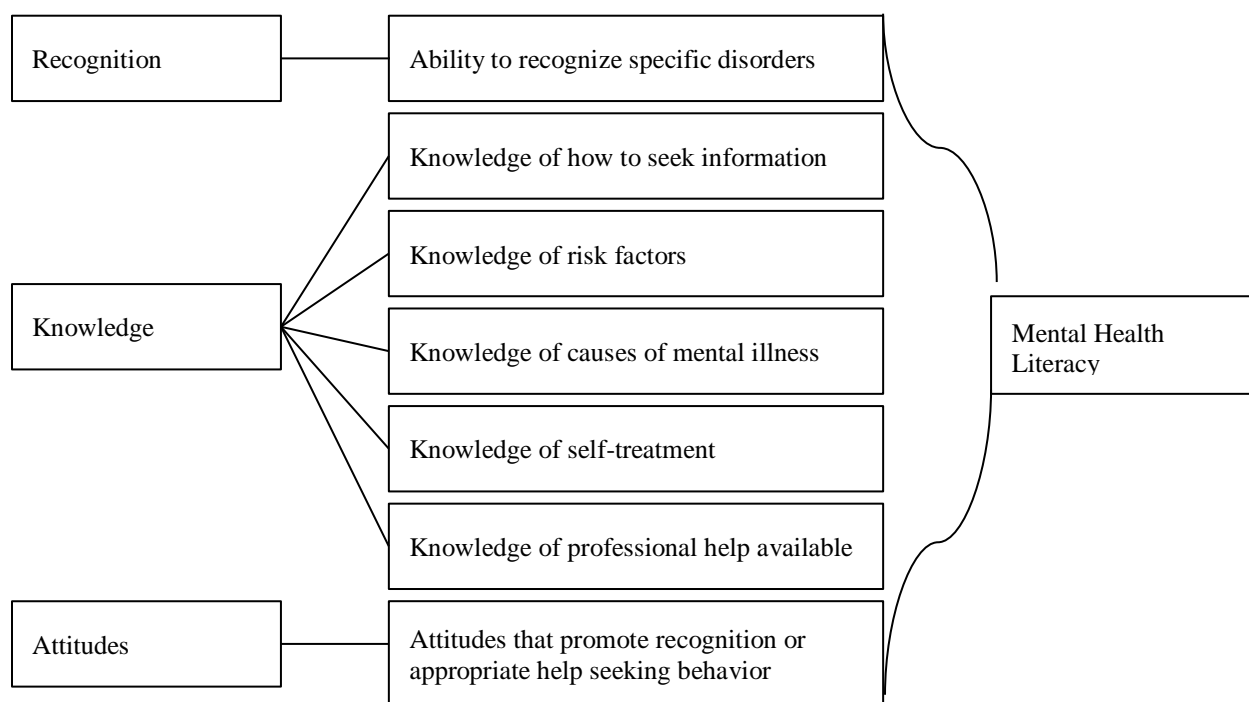 Recognition
Ability to recognize specific disorders
Knowledge of how to seek information
Knowledge of risk factors
Knowledge
Knowledge of causes of mental illness
Mental Health
Literacy
Knowledge of self-treatment
Knowledge of professional help available
Attitudes
Attitudes that promote recognition or
appropriate help seeking behavior